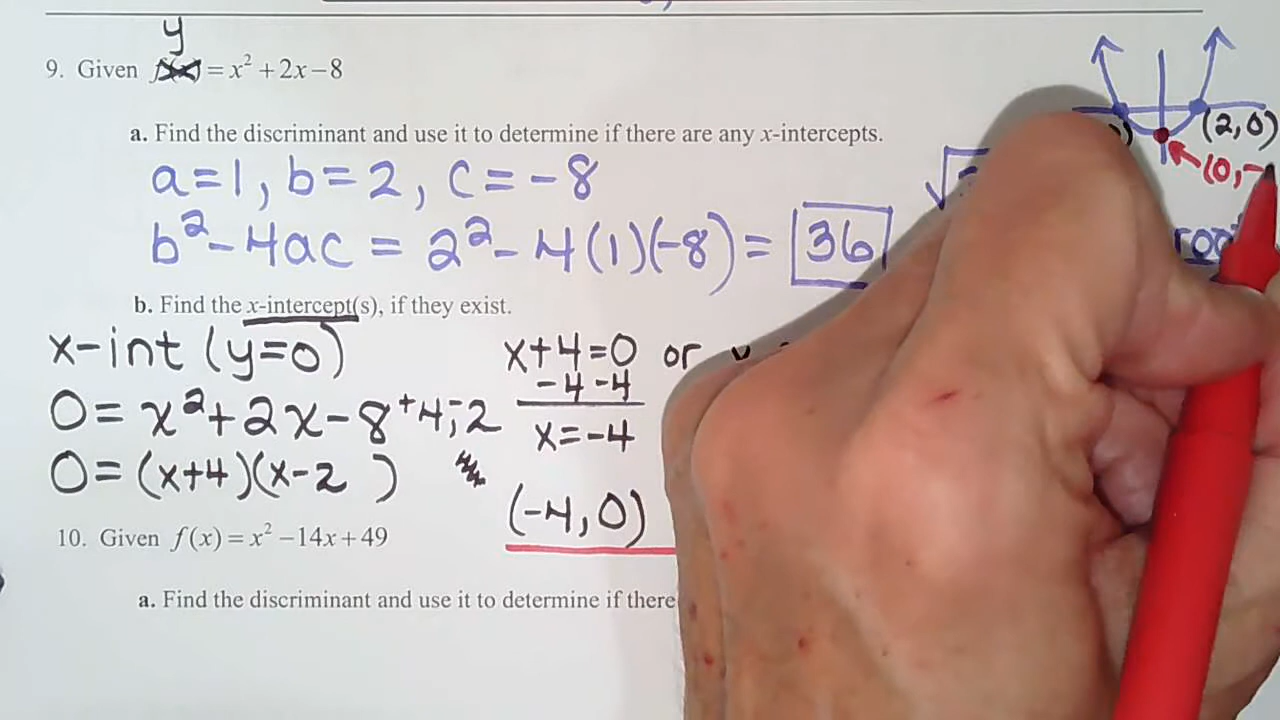 y
9. Given f(x) = x² + 2x − 8
a. Find the discriminant and use it to determine if there are any x-intercepts.
(2,0)
(0,-
a=1, b=2, c=-8
b²-4ac = 2²-4(1)(-8) = 36
b. Find the x-intercept(s), if they exist.
x-int (y=0)
x+4=0 or
-4 -4
0= x²+2x-8 +4,-2
x=-4
0=(x+4)(x-2 )
(-4,0)
10. Given f(x) = x² − 14x + 49
a. Find the discriminant and use it to determine if there